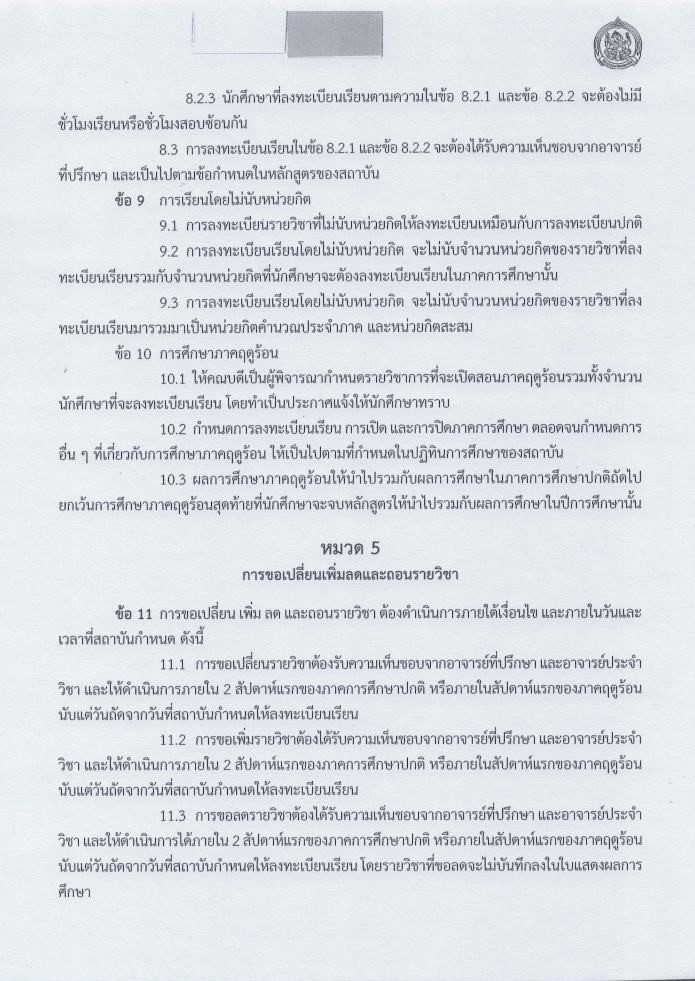 8.2.3 นักศึกษาที่ลงทะเบียนเรียนตามความในข้อ 8.2.1 และข้อ 8.2.2 จะต้องไม่มี
ชั่วโมงเรียนหรือชั่วโมงสอบซ้อนกัน
8.3 การลงทะเบียนเรียนในข้อ 8.2.1 และข้อ 8.2.2 จะต้องได้รับความเห็นชอบจากอาจารย์
ที่ปรึกษา และเป็นไปตามข้อกำหนดในหลักสูตรของสถาบัน
ข้อ 9 การเรียนโดยไม่นับหน่วยกิต
9.1 การลงทะเบียนรายวิชาที่ไม่นับหน่วยกิตให้ลงทะเบียนเหมือนกับการลงทะเบียนปกติ
9.2 การลงทะเบียนเรียนโดยไม่นับหน่วยกิต จะไม่นับจำนวนหน่วยกิตของรายวิชาที่ลง
ทะเบียนเรียนรวมกับจำนวนหน่วยกิตที่นักศึกษาจะต้องลงทะเบียนเรียนในภาคการศึกษานั้น
9.3 การลงทะเบียนเรียนโดยไม่นับหน่วยกิต จะไม่นับจำนวนหน่วยกิตของรายวิชาที่ลง
ทะเบียนเรียนมารวมมาเป็นหน่วยกิตคำนวณประจำภาค และหน่วยกิตสะสม
ข้อ 10 การศึกษาภาคฤดูร้อน
10.1 ให้คณบดีเป็นผู้พิจารณากำหนดรายวิชาการที่จะเปิดสอนภาคฤดูร้อนรวมทั้งจำนวน
นักศึกษาที่จะลงทะเบียนเรียน โดยทำเป็นประกาศแจ้งให้นักศึกษาทราบ
10.2 กำหนดการลงทะเบียนเรียน การเปิด และการปิดภาคการศึกษา ตลอดจนกำหนดการ
อื่น ๆ ที่เกี่ยวกับการศึกษาภาคฤดูร้อน ให้เป็นไปตามที่กำหนดในปฏิทินการศึกษาของสถาบัน
10.3 ผลการศึกษาภาคฤดูร้อนให้นำไปรวมกับผลการศึกษาในภาคการศึกษาปกติถัดไป
ยกเว้นการศึกษาภาคฤดูร้อนสุดท้ายที่นักศึกษาจะจบหลักสูตรให้นำไปรวมกับผลการศึกษาในปีการศึกษานั้น
หมวด 5
การขอเปลี่ยนเพิ่มลดและถอนรายวิชา
ข้อ 11 การขอเปลี่ยน เพิ่ม ลด และถอนรายวิชา ต้องดำเนินการภายใต้เงื่อนไข และภายในวันและ
เวลาที่สถาบันกำหนด ดังนี้
11.1 การขอเปลี่ยนรายวิชาต้องรับความเห็นชอบจากอาจารย์ที่ปรึกษา และอาจารย์ประจำ
วิชา และให้ดำเนินการภายใน 2 สัปดาห์แรกของภาคการศึกษาปกติ หรือภายในสัปดาห์แรกของภาคฤดูร้อน
นับแต่วันถัดจากวันที่สถาบันกำหนดให้ลงทะเบียนเรียน
11.2 การขอเพิ่มรายวิชาต้องได้รับความเห็นชอบจากอาจารย์ที่ปรึกษา และอาจารย์ประจำ
วิชา และให้ดำเนินการภายใน 2 สัปดาห์แรกของภาคการศึกษาปกติ หรือภายในสัปดาห์แรกของภาคฤดูร้อน
นับแต่วันถัดจากวันที่สถาบันกำหนดให้ลงทะเบียนเรียน
11.3 การขอลดรายวิชาต้องได้รับความเห็นชอบจากอาจารย์ที่ปรึกษา และอาจารย์ประจำ
วิชา และให้ดำเนินการได้ภายใน 2 สัปดาห์แรกของภาคการศึกษาปกติ หรือภายในสัปดาห์แรกของภาคฤดูร้อน
นับแต่วันถัดจากวันที่สถาบันกำหนดให้ลงทะเบียนเรียน โดยรายวิชาที่ขอลดจะไม่บันทึกลงในใบแสดงผลการ
ศึกษา